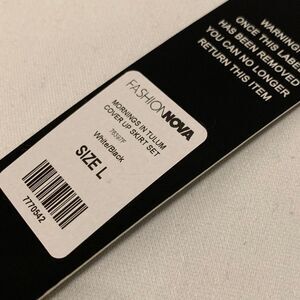 WARNING
ONCE THIS LABEL
HAS BEEN REMOVED
YOU CAN NO LONGER
RETURN THIS ITEM
FASHIONNOVA
MORNINGS IN TULUM
COVER UP SKIRT SET
7B597F
White/Black
SIZE L
7770542